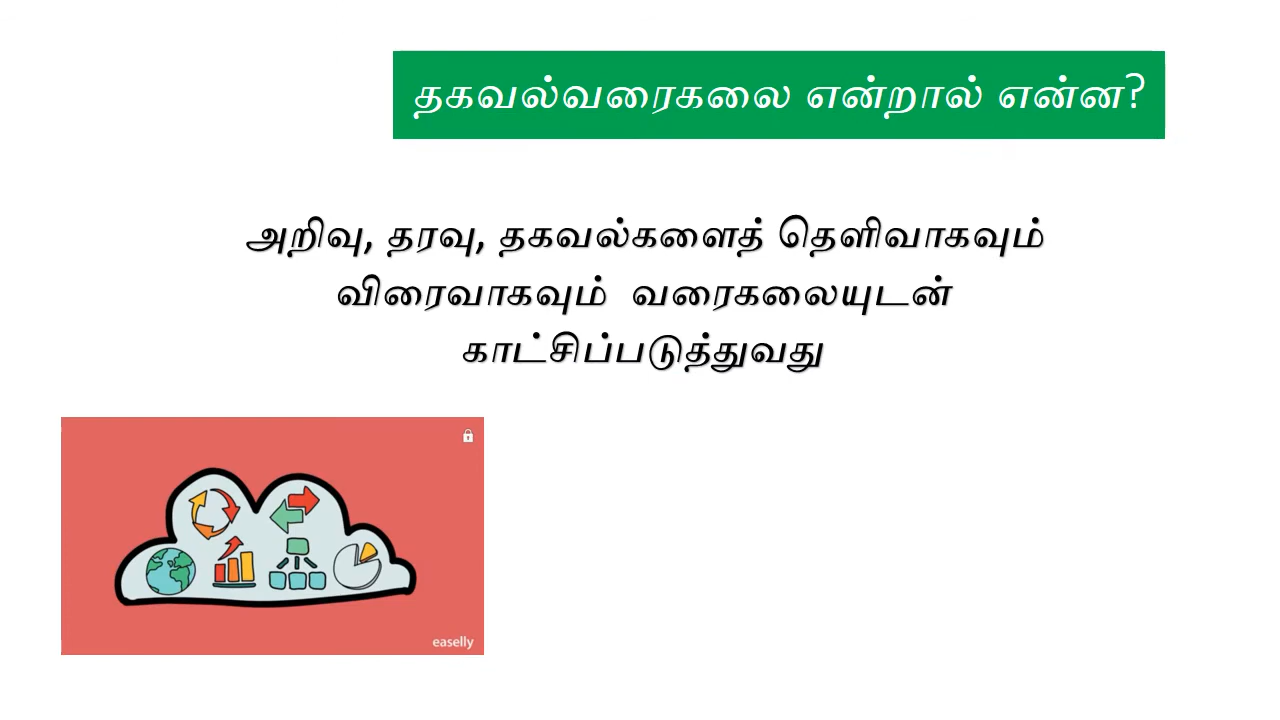 தகவல்வரைகலை என்றால் என்ன?
அறிவு, தரவு, தகவல்களைத் தெளிவாகவும்
விரைவாகவும் வரைகலையுடன்
காட்சிப்படுத்துவது
easelly